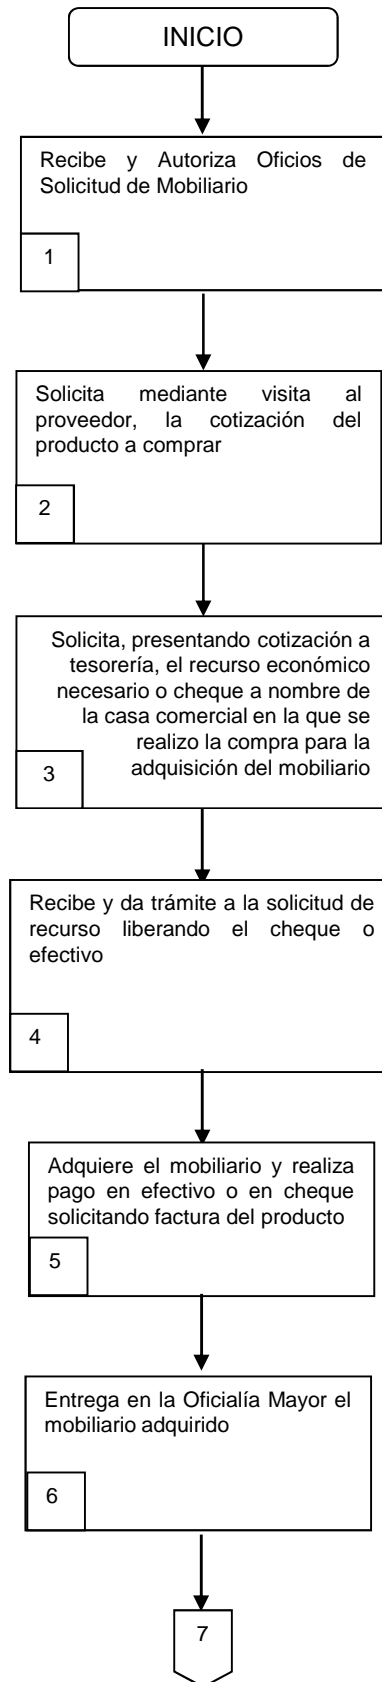 INICIO
Recibe y Autoriza Oficios de
Solicitud de Mobiliario
1
Solicita mediante visita al
proveedor, la cotización del
producto a comprar
2
Solicita, presentando cotización a
tesorería, el recurso económico
necesario o cheque a nombre de
la casa comercial en la que se
realizo la compra para la
adquisición del mobiliario
3
Recibe y da trámite a la solicitud de
recurso liberando el cheque o
efectivo
4
Adquiere el mobiliario y realiza
pago en efectivo o en cheque
solicitando factura del producto
5
Entrega en la Oficialía Mayor el
mobiliario adquirido
6
7